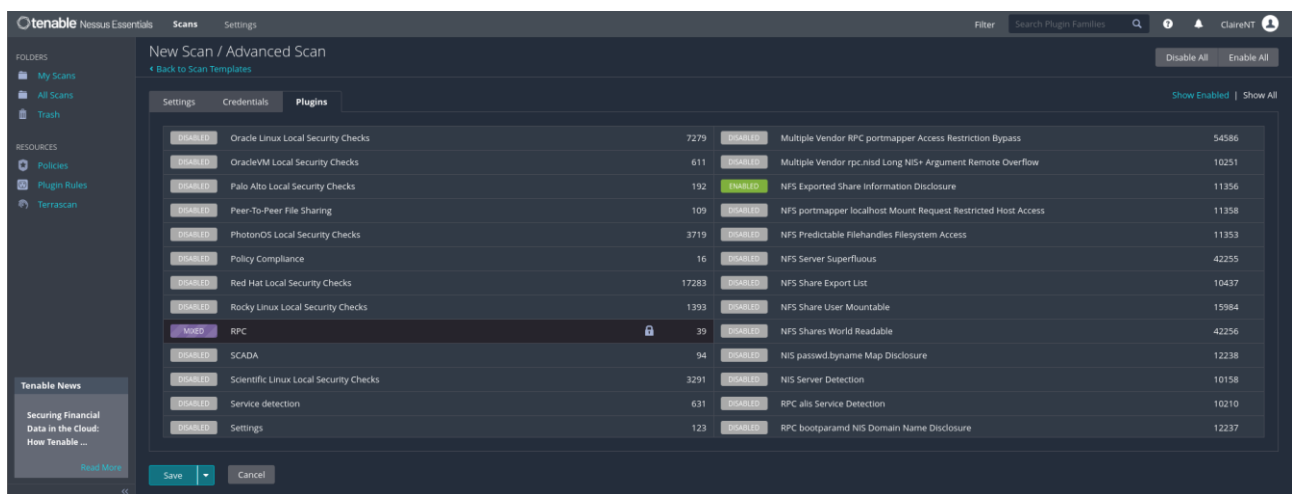 tenable Nessus Essentials Scans Settings Filter Search Plugin Families ClaireNT
FOLDERS
My Scans
All Scans
Trash
RESOURCES
Policies
Plugin Rules
Terrascan
Tenable News
Securing Financial
Data in the Cloud:
How Tenable ...
Read More
New Scan / Advanced Scan
Back to Scan Templates
Disable All Enable All
Settings Credentials Plugins
Show Enabled | Show All
DISABLED Oracle Linux Local Security Checks 7279
DISABLED OracleVM Local Security Checks 611
DISABLED Palo Alto Local Security Checks 192
DISABLED Peer-To-Peer File Sharing 109
DISABLED PhotonOS Local Security Checks 3719
DISABLED Policy Compliance 16
DISABLED Red Hat Local Security Checks 17283
DISABLED Rocky Linux Local Security Checks 1393
MIXED RPC 39
DISABLED SCADA 94
DISABLED Scientific Linux Local Security Checks 3291
DISABLED Service detection 631
DISABLED Settings 123
DISABLED Multiple Vendor RPC portmapper Access Restriction Bypass 54586
DISABLED Multiple Vendor rpc.nisd Long NIS+ Argument Remote Overflow 10251
ENABLED NFS Exported Share Information Disclosure 11356
DISABLED NFS portmapper localhost Mount Request Restricted Host Access 11358
DISABLED NFS Predictable Filehandles Filesystem Access 11353
DISABLED NFS Server Superfluous 42255
DISABLED NFS Share Export List 10437
DISABLED NFS Share User Mountable 15984
DISABLED NFS Shares World Readable 42256
DISABLED NIS passwd.byname Map Disclosure 12238
DISABLED NIS Server Detection 10158
DISABLED RPC alis Service Detection 10210
DISABLED RPC bootparamd NIS Domain Name Disclosure 12237
Save Cancel